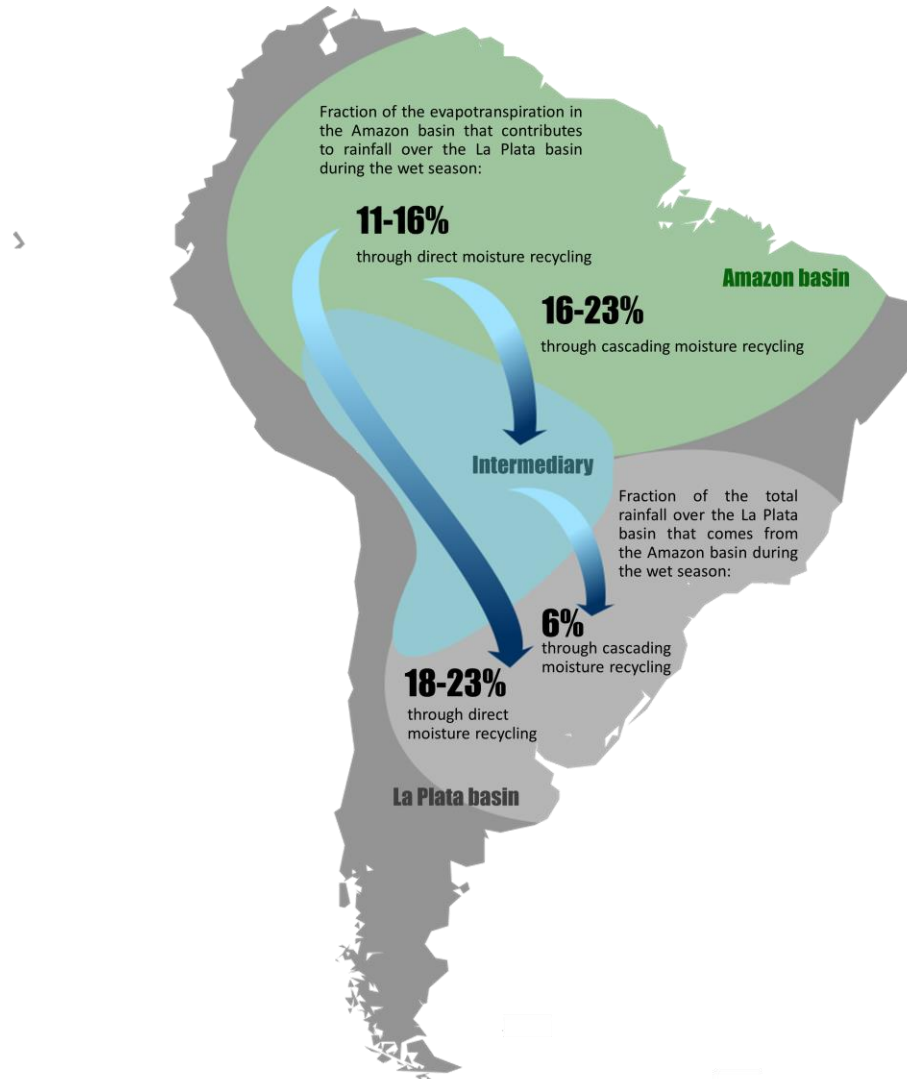 Fraction of the evapotranspiration in
the Amazon basin that contributes
to rainfall over the La Plata basin
during the wet season:
11-16%
through direct moisture recycling
Amazon basin
16-23%
through cascading moisture recycling
Intermediary
Fraction of the total
rainfall over the La Plata
basin that comes from
the Amazon basin during
the wet season:
6%
through cascading
moisture recycling
18-23%
through direct
moisture recycling
La Plata basin